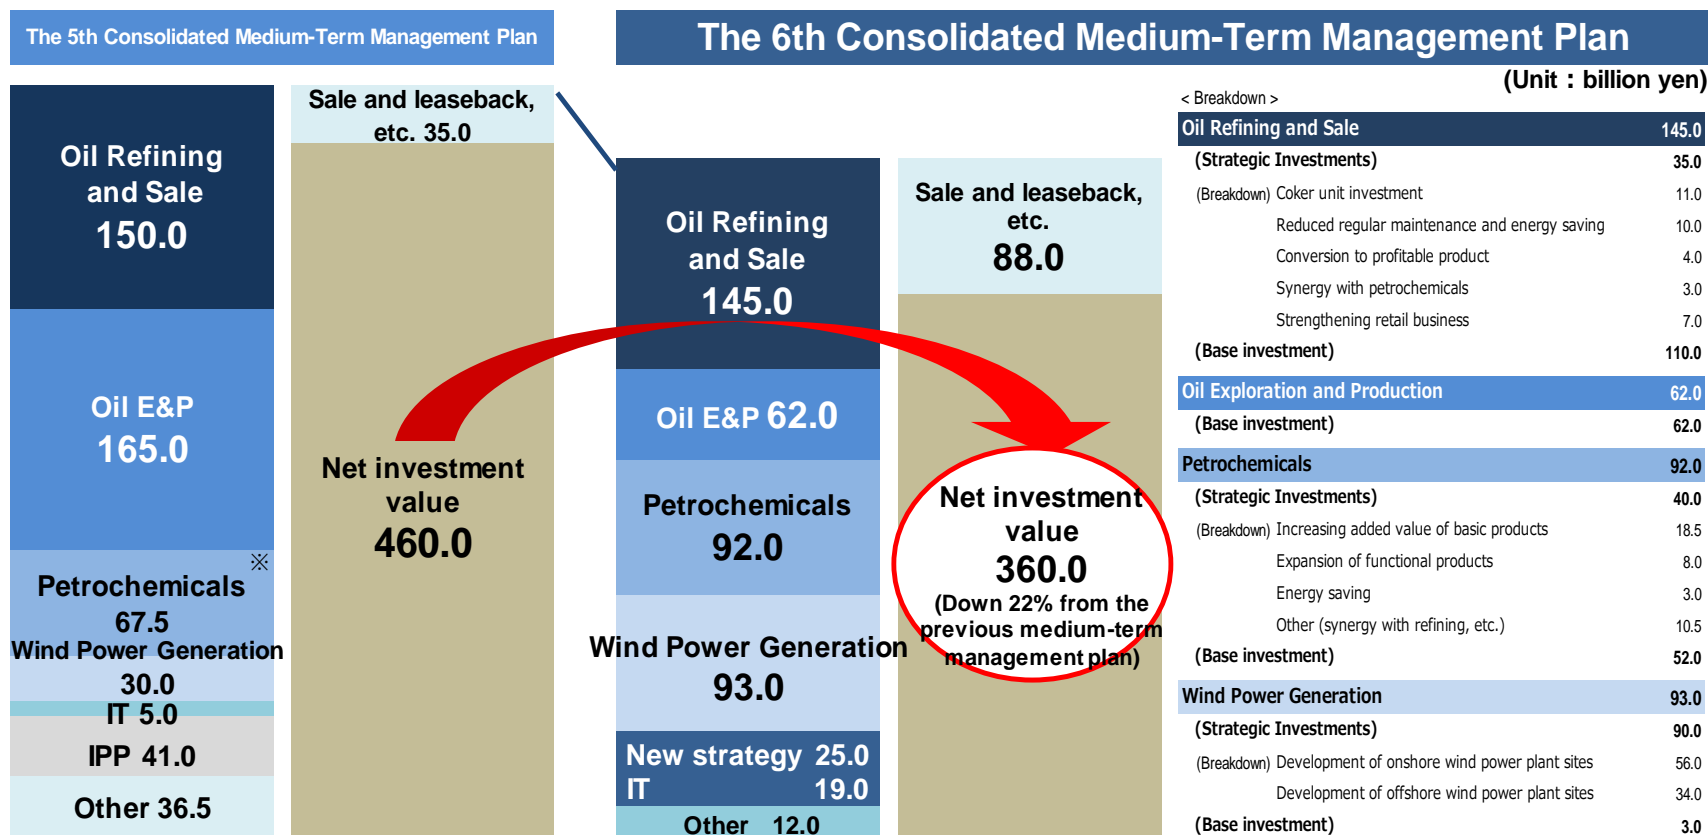 The 5th Consolidated Medium-Term Management Plan
Oil Refining
and Sale
150.0
Oil E&P
165.0
※
Petrochemicals
67.5
Wind Power Generation
30.0
IT 5.0
IPP 41.0
Other 36.5
Sale and leaseback,
etc. 35.0
Net investment
value
460.0
The 6th Consolidated Medium-Term Management Plan
(Unit：billion yen)
Oil Refining
and Sale
145.0
Oil E&P 62.0
Petrochemicals
92.0
Wind Power Generation
93.0
New strategy 25.0
IT 19.0
Other 12.0
Sale and leaseback,
etc.
88.0
Net investment
value
360.0
(Down 22% from the
previous medium-term
management plan)
< Breakdown >
Oil Refining and Sale 145.0
(Strategic Investments) 35.0
(Breakdown) Coker unit investment 11.0
Reduced regular maintenance and energy saving 10.0
Conversion to profitable product 4.0
Synergy with petrochemicals 3.0
Strengthening retail business 7.0
(Base investment) 110.0
Oil Exploration and Production 62.0
(Base investment) 62.0
Petrochemicals 92.0
(Strategic Investments) 40.0
(Breakdown) Increasing added value of basic products 18.5
Expansion of functional products 8.0
Energy saving 3.0
Other (synergy with refining, etc.) 10.5
(Base investment) 52.0
Wind Power Generation 93.0
(Strategic Investments) 90.0
(Breakdown) Development of onshore wind power plant sites 56.0
Development of offshore wind power plant sites 34.0
(Base investment) 3.0